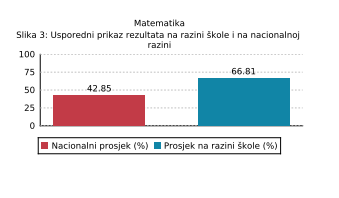 Matematika
Slika 3: Usporedni prikaz rezultata na razini škole i na nacionalnoj
razini
100
75
50
25
0
42.85
66.81
Nacionalni prosjek (%) Prosjek na razini škole (%)